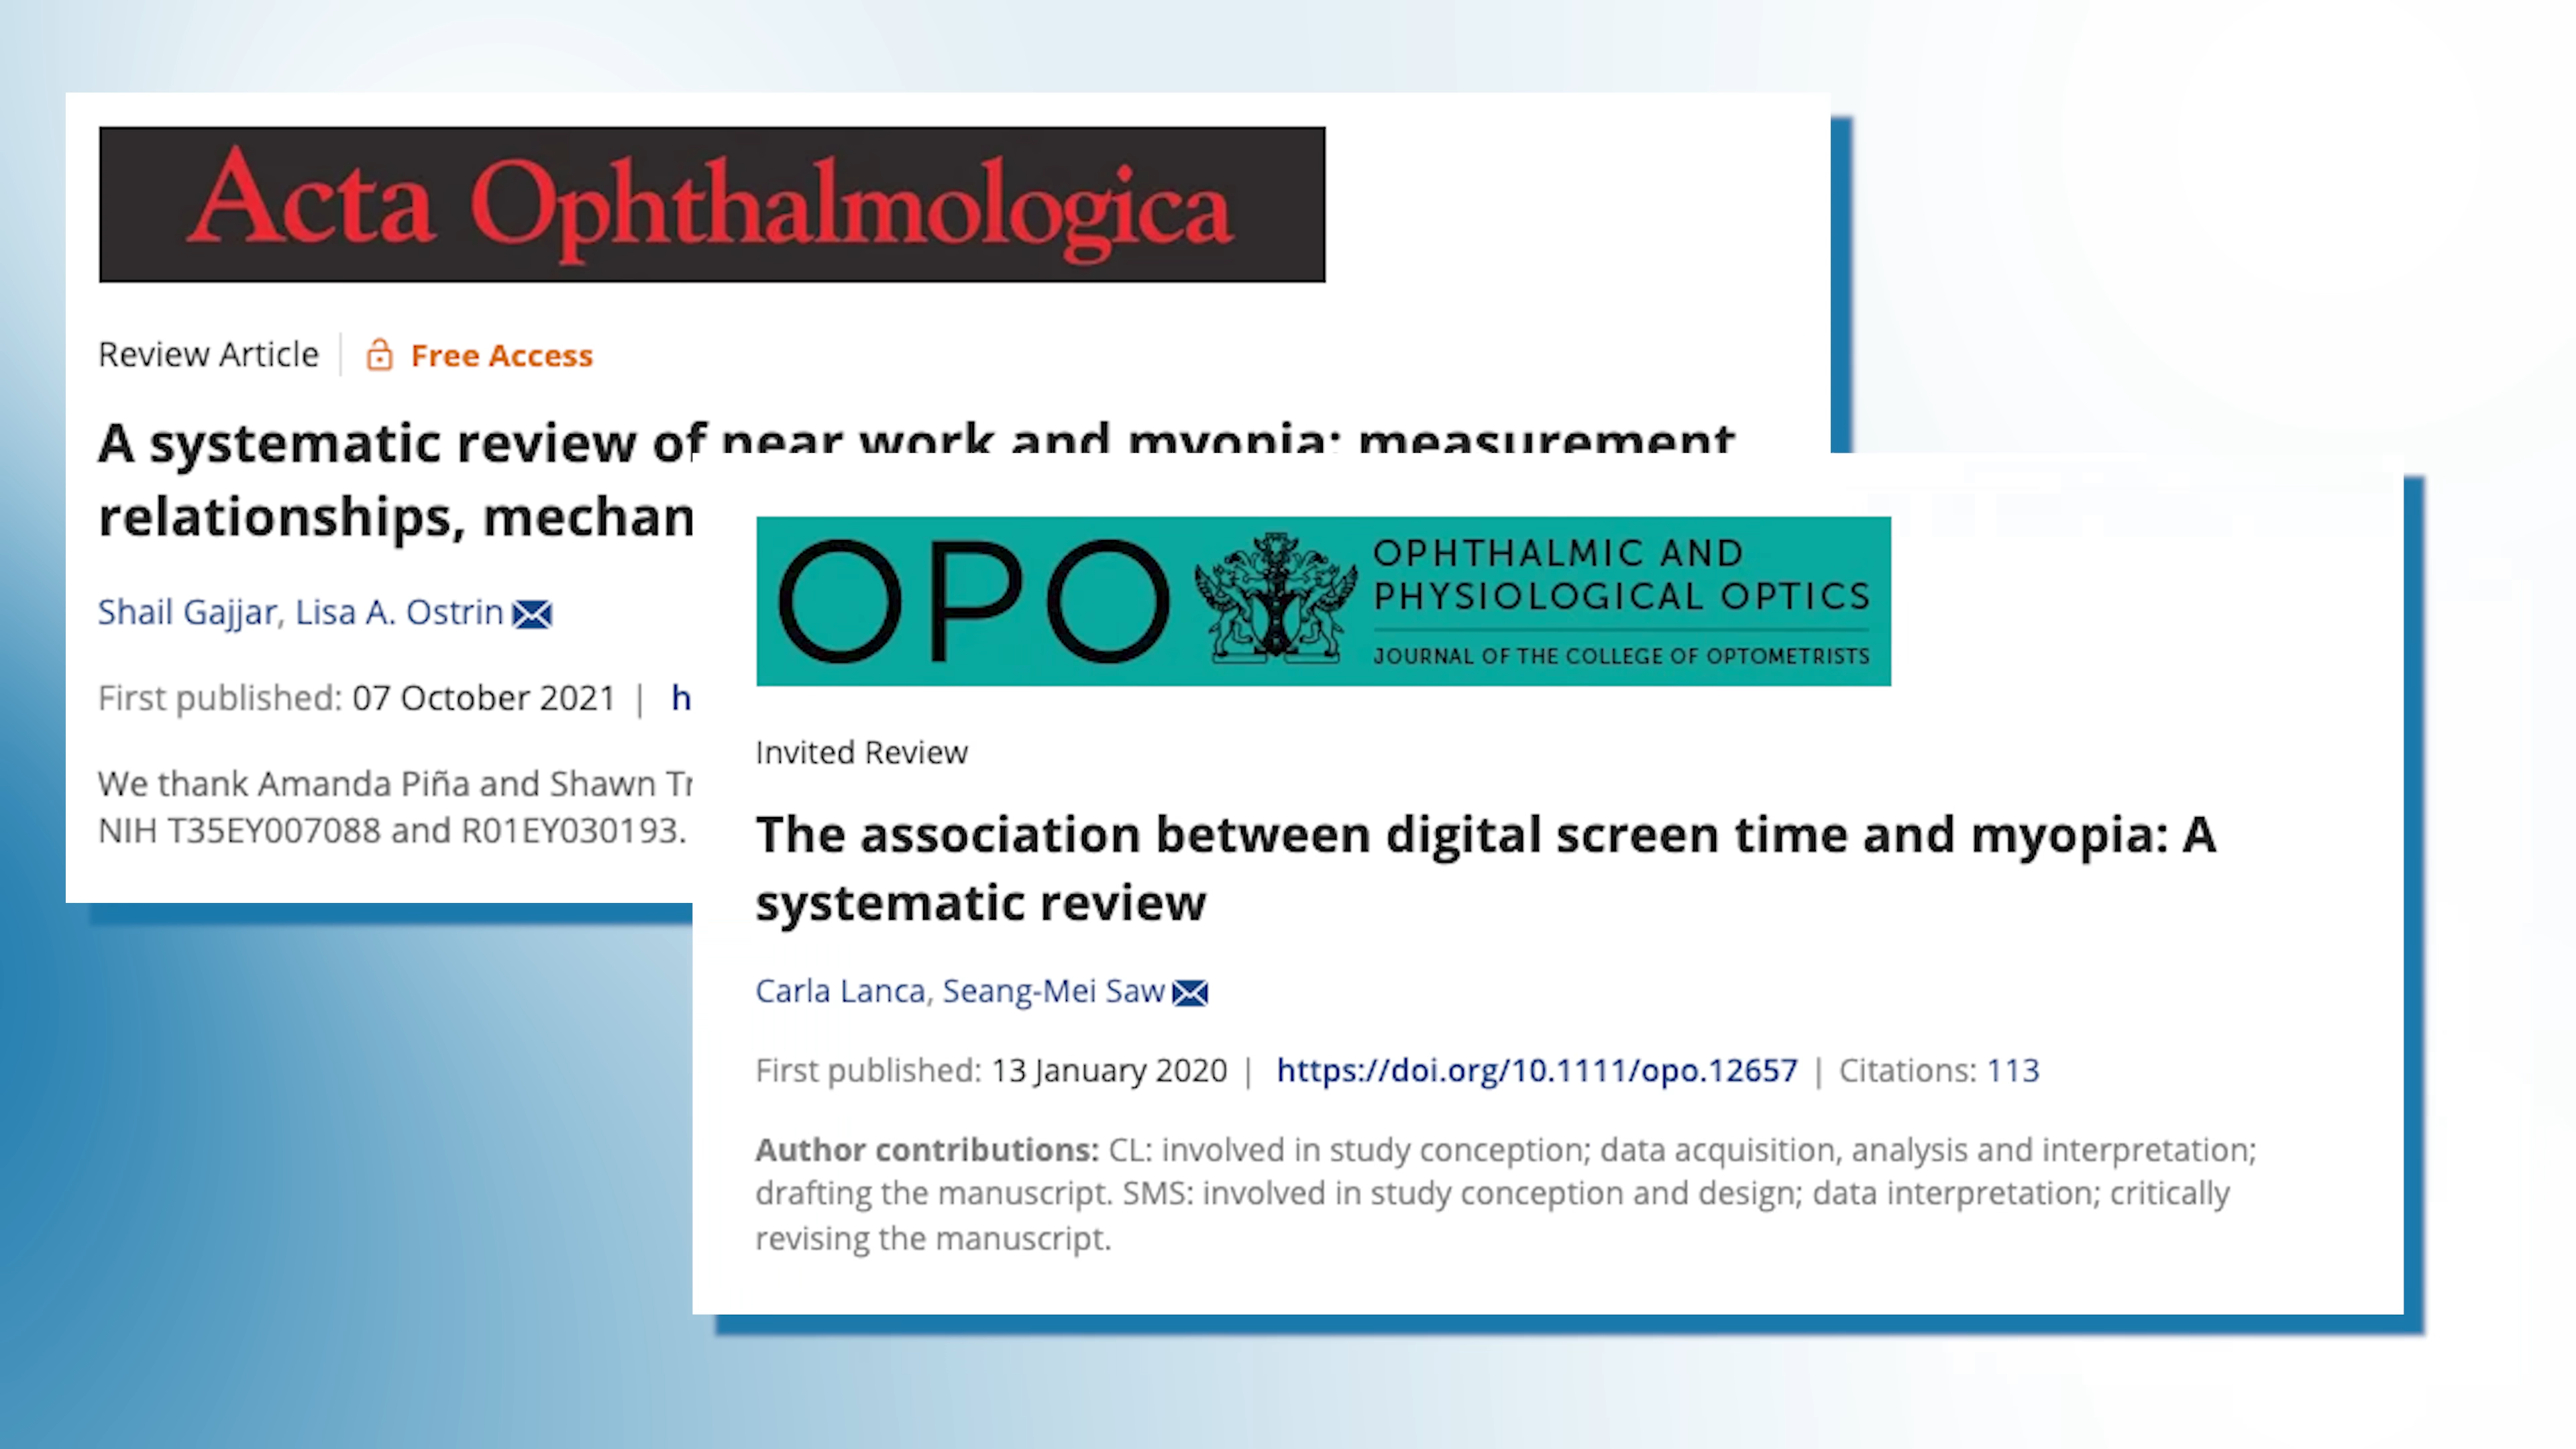 Acta Ophthalmologica
Review Article
Free Access
A systematic review of near work and myopia: measurement
relationships, mechan
Shail Gajjar, Lisa A. Ostrin
First published: 07 October 2021 | h
We thank Amanda Piña and Shawn Tr
NIH T35EY007088 and R01EY030193.
OPO
OPHTHALMIC AND
PHYSIOLOGICAL OPTICS
JOURNAL OF THE COLLEGE OF OPTOMETRISTS
Invited Review
The association between digital screen time and myopia: A
systematic review
Carla Lanca, Seang-Mei Saw
First published: 13 January 2020 | https://doi.org/10.1111/opo.12657 | Citations: 113
Author contributions: CL: involved in study conception; data acquisition, analysis and interpretation;
drafting the manuscript. SMS: involved in study conception and design; data interpretation; critically
revising the manuscript.